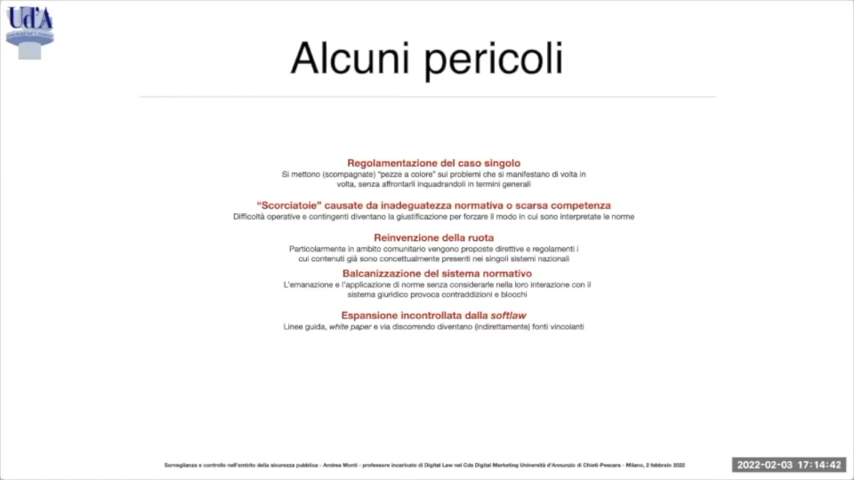 Ud'A
Alcuni pericoli
Regolamentazione del caso singolo
Si mettono (scompagnate) "pezze a colore" sui problemi che si manifestano di volta in
volta, senza affrontarli inquadrandoli in termini generali
"Scorciatoie" causate da inadeguatezza normativa o scarsa competenza
Difficoltà operative e contingenti diventano la giustificazione per forzare il modo in cui sono interpretate le norme
Reinvenzione della ruota
Particolarmente in ambito comunitario vengono proposte direttive e regolamenti i
cui contenuti già sono concettualmente presenti nei singoli sistemi nazionali
Balcanizzazione del sistema normativo
L'emanazione e l'applicazione di norme senza considerarle nella loro interazione con il
sistema giuridico provoca contraddizioni e blocchi
Espansione incontrollata dalla softlaw
Linee guida, white paper e via discorrendo diventano (indirettamente) fonti vincolanti
Sorveglianza e controllo nell'ambito della sicurezza pubblica - Andrea Monti - professore incaricato di Digital Law nel Cds Digital Marketing Università d'Annunzio di Chieti-Pescara - Milano, 2 febbraio 2022
2022-02-03 17:14:42